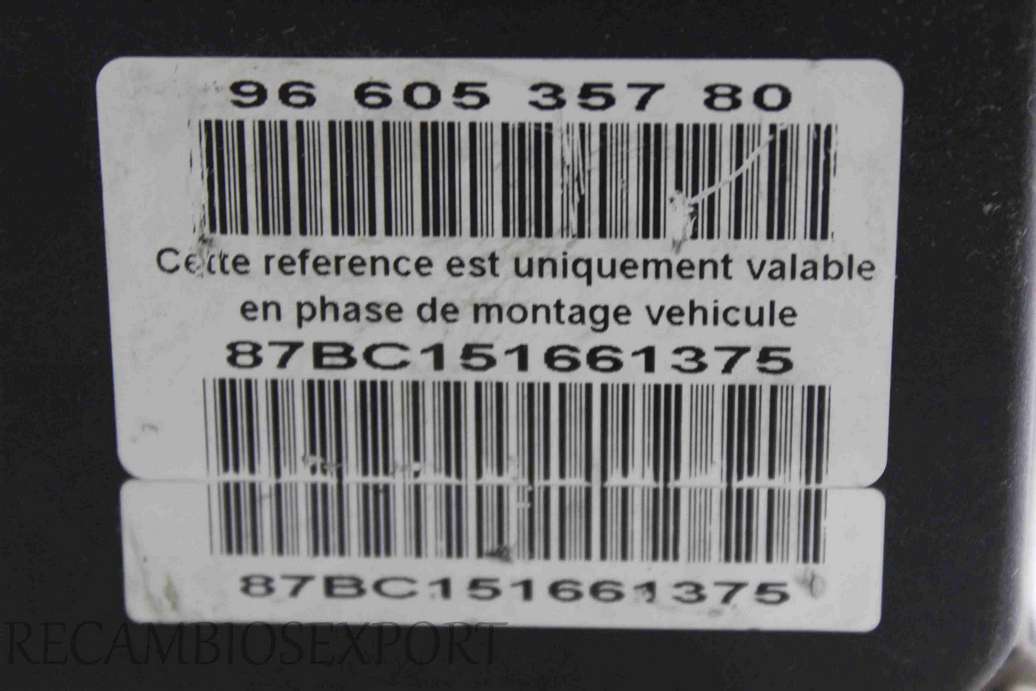 96 605 357 80
Cette reference est uniquement valable
en phase de montage vehicule
87BC151661375
87BC151661375
RECAMBIOSEXPORT